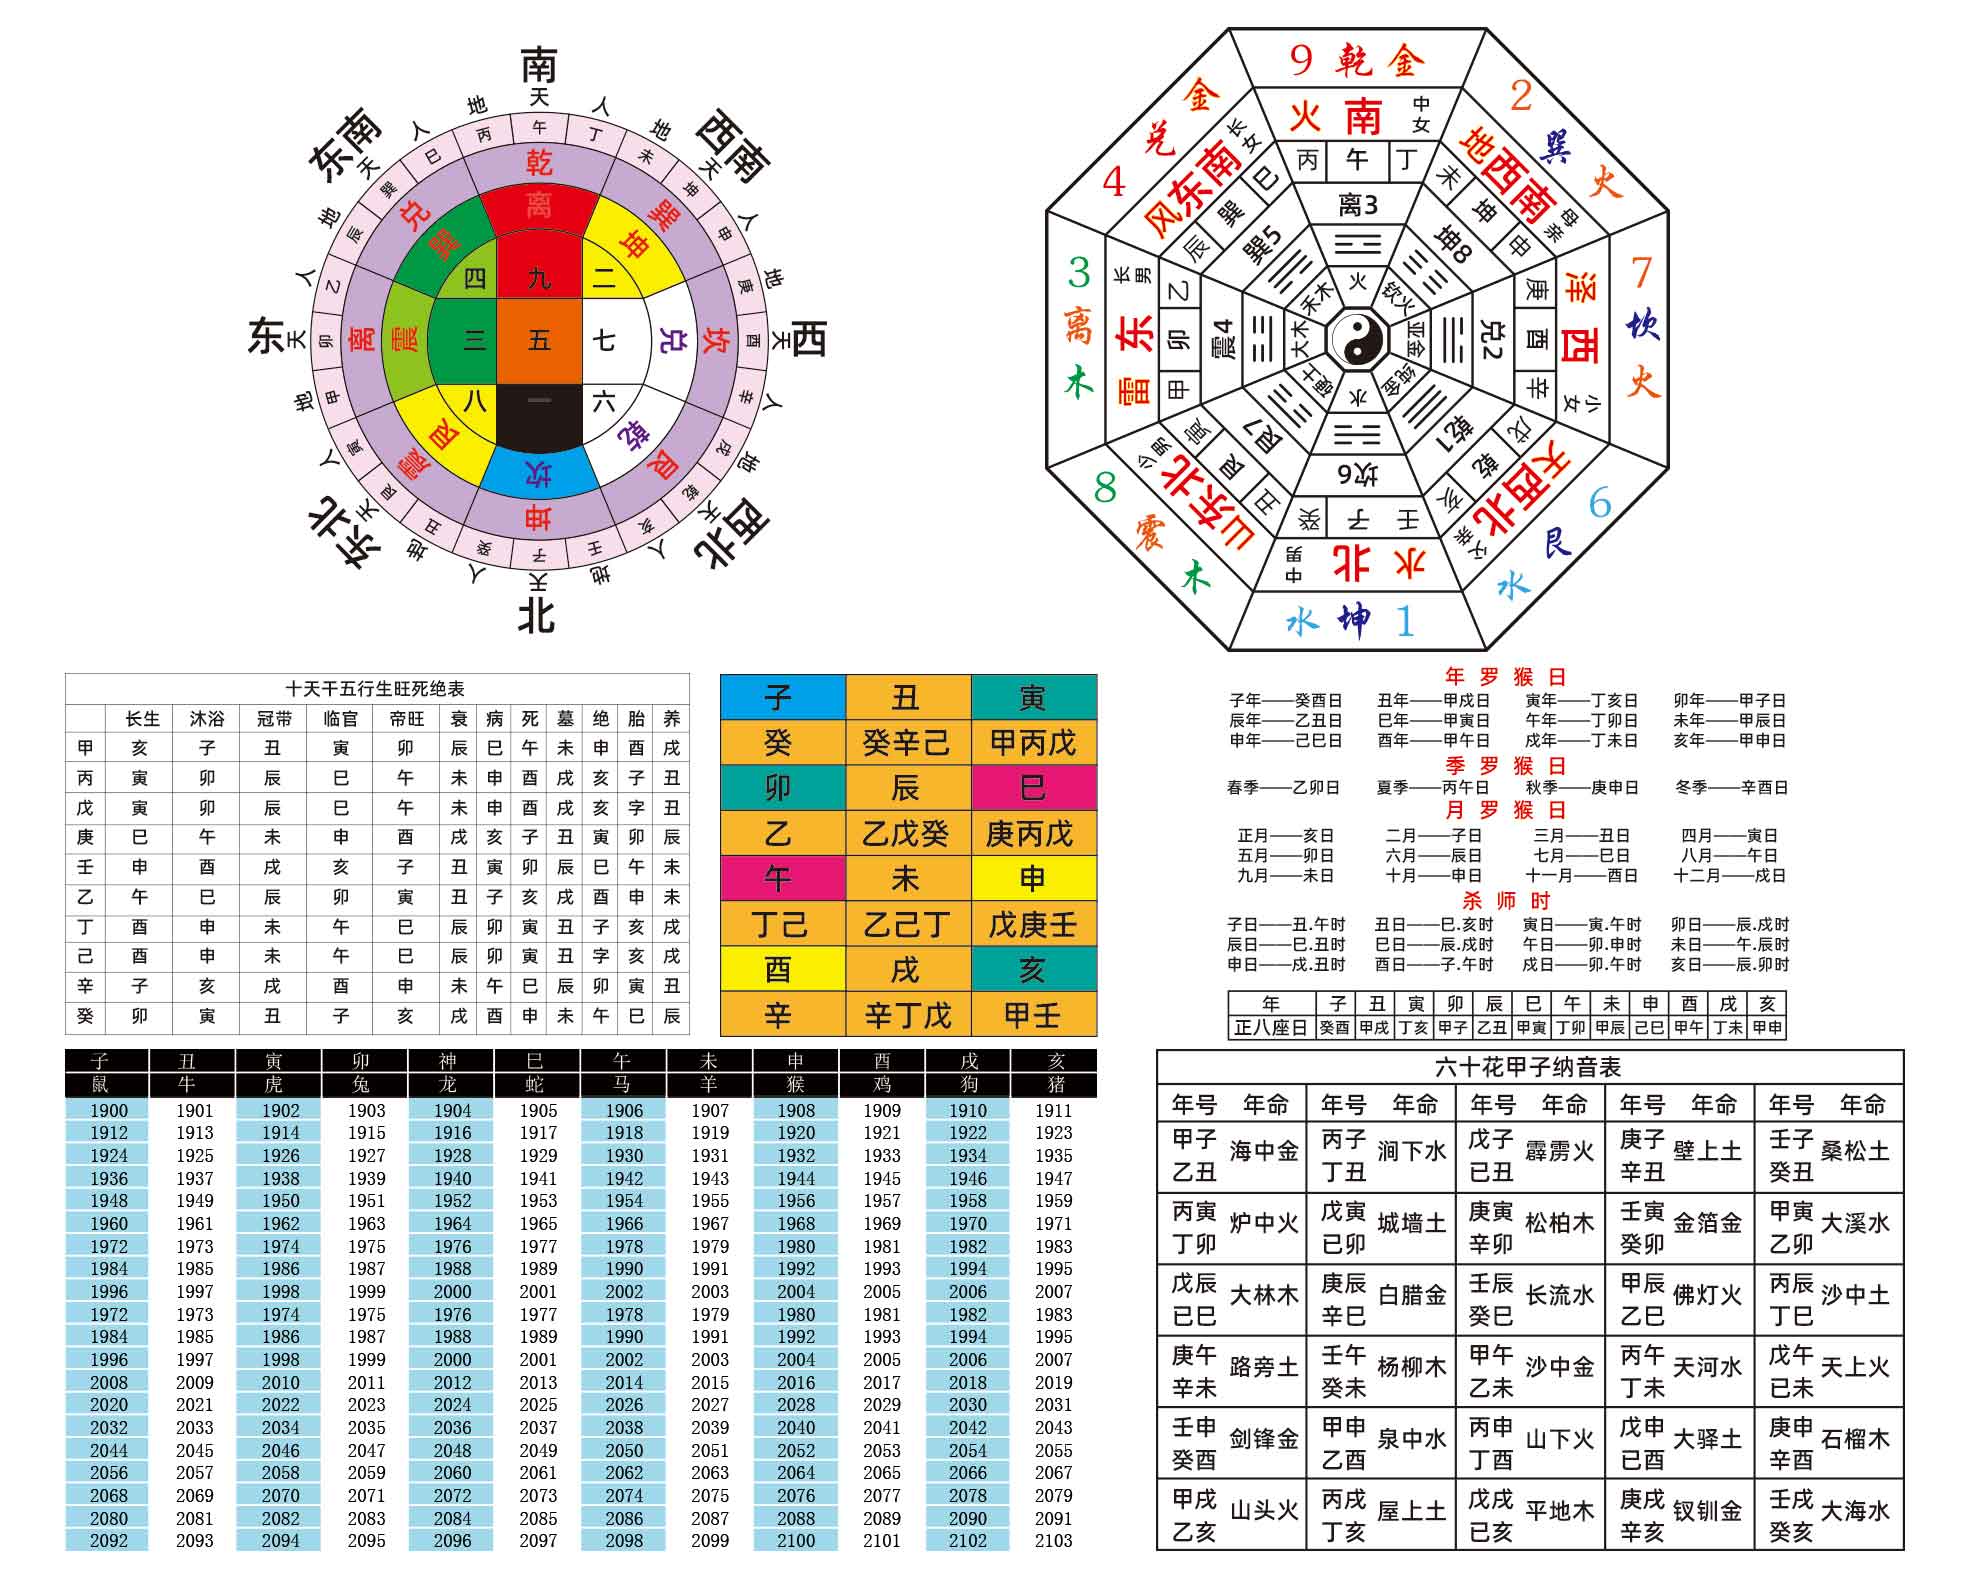 南
天
地 人
丙 午 丁
东南 西南
人 地
巳 未
天 天
巽 坤
地 人
辰 申
人 地
乙 庚
东 天 卯 酉 天 西
地 甲 辛 人
人 寅 戌 地
天 艮 乾 天
东北 西北
地 丑 亥 人
人 癸 子 壬 地
天
北
乾
兑 巽
离 坎
震 艮
坤
离
巽 坤
震 兑
艮 乾
坎
四 九 二
三 五 七
八 一 六
9 乾 金
2 巽 火
7 坎 火
6 艮 水
1 坤 水
8 震 木
3 离 木
4 兑 金
火 南 中女
丙 午 丁
离3
火
地 西南 母亲
未 坤 申
坤8
钦火
泽 西 小女
庚 酉 辛
兑2
亚金
天 西北 父亲
戌 乾 亥
乾1
纯金
水 北 中男
壬 子 癸
坎6
水
山 东北 少男
丑 艮 寅
艮7
硬土
雷 东 长男
甲 卯 乙
震4
大木
风 东南 长女
辰 巽 巳
巽5
禾木
十天干五行生旺死绝表
长生 沐浴 冠带 临官 帝旺 衰 病 死 墓 绝 胎 养
甲 亥 子 丑 寅 卯 辰 巳 午 未 申 酉 戌
丙 寅 卯 辰 巳 午 未 申 酉 戌 亥 子 丑
戊 寅 卯 辰 巳 午 未 申 酉 戌 亥 字 丑
庚 巳 午 未 申 酉 戌 亥 子 丑 寅 卯 辰
壬 申 酉 戌 亥 子 丑 寅 卯 辰 巳 午 未
乙 午 巳 辰 卯 寅 丑 子 亥 戌 酉 申 未
丁 酉 申 未 午 巳 辰 卯 寅 丑 子 亥 戌
己 酉 申 未 午 巳 辰 卯 寅 丑 字 亥 戌
辛 子 亥 戌 酉 申 未 午 巳 辰 卯 寅 丑
癸 卯 寅 丑 子 亥 戌 酉 申 未 午 巳 辰
子 丑 寅
癸 癸辛己 甲丙戊
卯 辰 巳
乙 乙戊癸 庚丙戊
午 未 申
丁己 乙己丁 戊庚壬
酉 戌 亥
辛 辛丁戊 甲壬
年 罗 猴 日
子年——癸酉日 丑年——甲戌日 寅年——丁亥日 卯年——甲子日
辰年——乙丑日 巳年——甲寅日 午年——丁卯日 未年——甲辰日
申年——己巳日 酉年——甲午日 戌年——丁未日 亥年——甲申日
季 罗 猴 日
春季——乙卯日 夏季——丙午日 秋季——庚申日 冬季——辛酉日
月 罗 猴 日
正月——亥日 二月——子日 三月——丑日 四月——寅日
五月——卯日 六月——辰日 七月——巳日 八月——午日
九月——未日 十月——申日 十一月——酉日 十二月——戌日
杀 师 时
子日——丑.午时 丑日——巳.亥时 寅日——寅.午时 卯日——辰.戌时
辰日——巳.丑时 巳日——辰.戌时 午日——卯.申时 未日——午.辰时
申日——戌.丑时 酉日——子.午时 戌日——卯.午时 亥日——辰.卯时
年 子 丑 寅 卯 辰 巳 午 未 申 酉 戌 亥
正八座日 癸酉 甲戌 丁亥 甲子 乙丑 甲寅 丁卯 甲辰 己巳 甲午 丁未 甲申
子 丑 寅 卯 神 巳 午 未 申 酉 戌 亥
鼠 牛 虎 兔 龙 蛇 马 羊 猴 鸡 狗 猪
1900 1901 1902 1903 1904 1905 1906 1907 1908 1909 1910 1911
1912 1913 1914 1915 1916 1917 1918 1919 1920 1921 1922 1923
1924 1925 1926 1927 1928 1929 1930 1931 1932 1933 1934 1935
1936 1937 1938 1939 1940 1941 1942 1943 1944 1945 1946 1947
1948 1949 1950 1951 1952 1953 1954 1955 1956 1957 1958 1959
1960 1961 1962 1963 1964 1965 1966 1967 1968 1969 1970 1971
1972 1973 1974 1975 1976 1977 1978 1979 1980 1981 1982 1983
1984 1985 1986 1987 1988 1989 1990 1991 1992 1993 1994 1995
1996 1997 1998 1999 2000 2001 2002 2003 2004 2005 2006 2007
1972 1973 1974 1975 1976 1977 1978 1979 1980 1981 1982 1983
1984 1985 1986 1987 1988 1989 1990 1991 1992 1993 1994 1995
1996 1997 1998 1999 2000 2001 2002 2003 2004 2005 2006 2007
2008 2009 2010 2011 2012 2013 2014 2015 2016 2017 2018 2019
2020 2021 2022 2023 2024 2025 2026 2027 2028 2029 2030 2031
2032 2033 2034 2035 2036 2037 2038 2039 2040 2041 2042 2043
2044 2045 2046 2047 2048 2049 2050 2051 2052 2053 2054 2055
2056 2057 2058 2059 2060 2061 2062 2063 2064 2065 2066 2067
2068 2069 2070 2071 2072 2073 2074 2075 2076 2077 2078 2079
2080 2081 2082 2083 2084 2085 2086 2087 2088 2089 2090 2091
2092 2093 2094 2095 2096 2097 2098 2099 2100 2101 2102 2103
六十花甲子纳音表
年号 年命 年号 年命 年号 年命 年号 年命 年号 年命
甲子 乙丑 海中金 丙子 丁丑 涧下水 戊子 已丑 霹雳火 庚子 辛丑 壁上土 壬子 癸丑 桑松土
丙寅 丁卯 炉中火 戊寅 已卯 城墙土 庚寅 辛卯 松柏木 壬寅 癸卯 金箔金 甲寅 乙卯 大溪水
戊辰 已巳 大林木 庚辰 辛巳 白腊金 壬辰 癸巳 长流水 甲辰 乙巳 佛灯火 丙辰 丁巳 沙中土
庚午 辛未 路旁土 壬午 癸未 杨柳木 甲午 乙未 沙中金 丙午 丁未 天河水 戊午 已未 天上火
壬申 癸酉 剑锋金 甲申 乙酉 泉中水 丙申 丁酉 山下火 戊申 已酉 大驿土 庚申 辛酉 石榴木
甲戌 乙亥 山头火 丙戌 丁亥 屋上土 戊戌 已亥 平地木 庚戌 辛亥 钗钏金 壬戌 癸亥 大海水